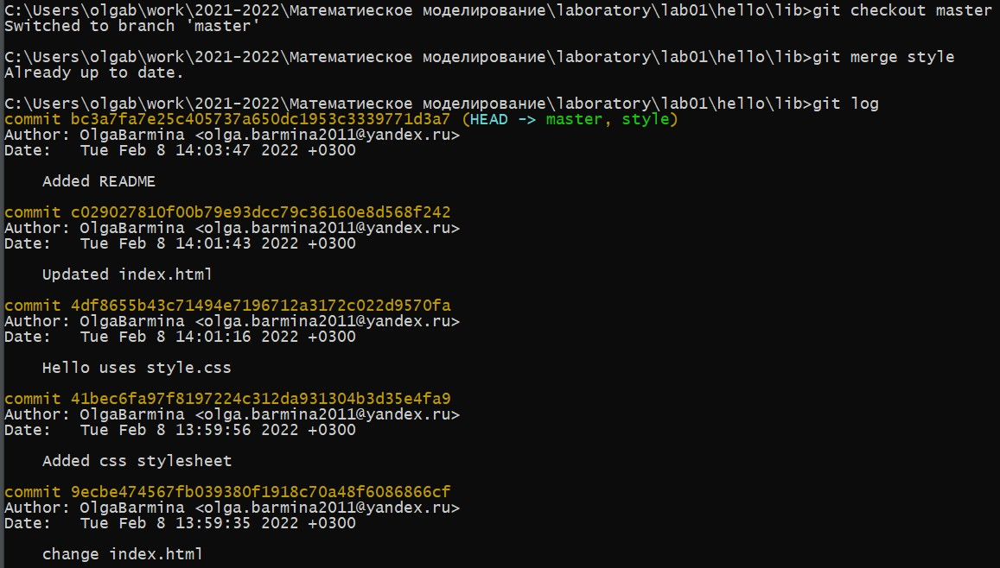 C:\Users\olgab\work\2021-2022\Математиеское моделирование\laboratory\lab01\hello\lib>git checkout master
Switched to branch 'master'
C:\Users\olgab\work\2021-2022\Математиеское моделирование\laboratory\lab01\hello\lib>git merge style
Already up to date.
C:\Users\olgab\work\2021-2022\Математиеское моделирование\laboratory\lab01\hello\lib>git log
commit bc3a7fa7e25c405737a650dc1953c3339771d3a7 (HEAD -> master, style)
Author: OlgaBarmina <olga.barmina2011@yandex.ru>
Date:   Tue Feb 8 14:03:47 2022 +0300
Added README
commit c029027810f00b79e93dcc79c36160e8d568f242
Author: OlgaBarmina <olga.barmina2011@yandex.ru>
Date:   Tue Feb 8 14:01:43 2022 +0300
Updated index.html
commit 4df8655b43c71494e7196712a3172c022d9570fa
Author: OlgaBarmina <olga.barmina2011@yandex.ru>
Date:   Tue Feb 8 14:01:16 2022 +0300
Hello uses style.css
commit 41bec6fa97f8197224c312da931304b3d35e4fa9
Author: OlgaBarmina <olga.barmina2011@yandex.ru>
Date:   Tue Feb 8 13:59:56 2022 +0300
Added css stylesheet
commit 9ecbe474567fb039380f1918c70a48f6086866cf
Author: OlgaBarmina <olga.barmina2011@yandex.ru>
Date:   Tue Feb 8 13:59:35 2022 +0300
change index.html